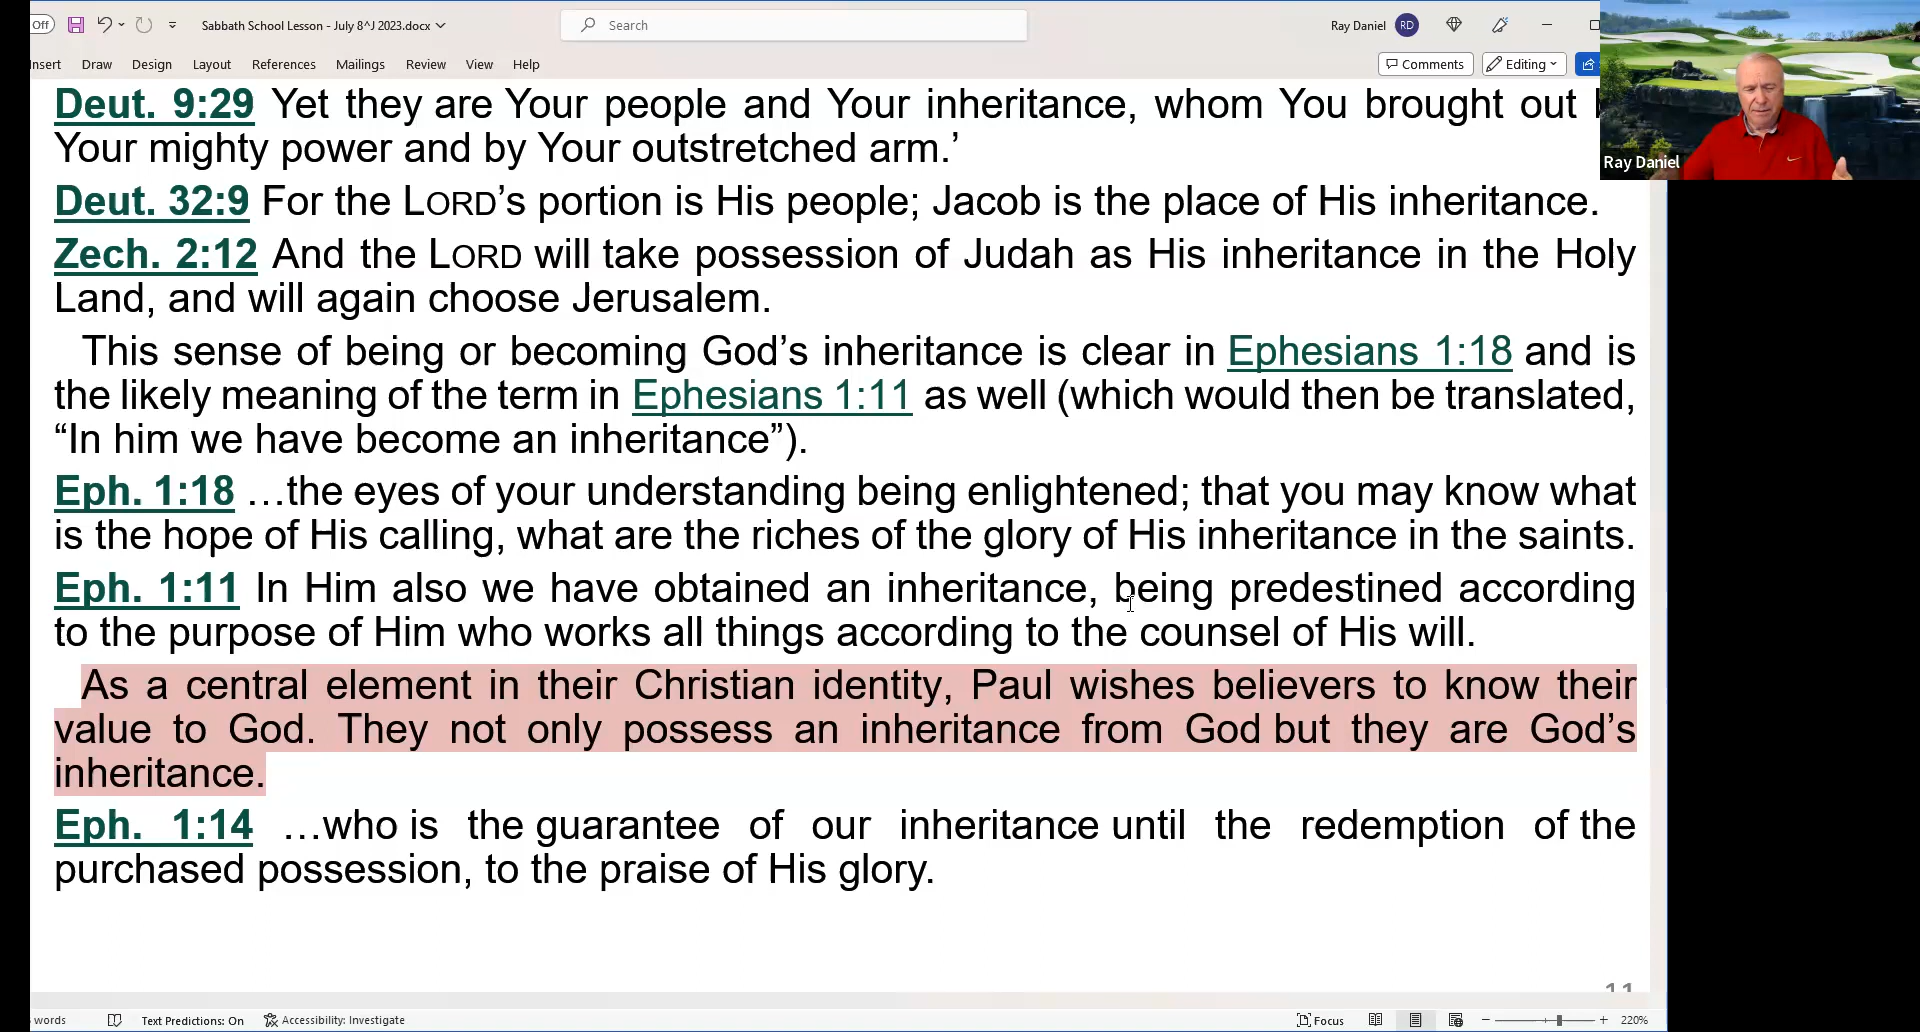 Off
Sabbath School Lesson - July 8^J 2023.docx
Search
Ray Daniel
RD
Draw
Design
Layout
References
Mailings
Review
View
Help
Comments
Editing
Deut. 9:29 Yet they are Your people and Your inheritance, whom You brought out
Your mighty power and by Your outstretched arm.’
Ray Daniel
Deut. 32:9 For the LORD’s portion is His people; Jacob is the place of His inheritance.
Zech. 2:12 And the LORD will take possession of Judah as His inheritance in the Holy
Land, and will again choose Jerusalem.
This sense of being or becoming God’s inheritance is clear in Ephesians 1:18 and is
the likely meaning of the term in Ephesians 1:11 as well (which would then be translated,
“In him we have become an inheritance”).
Eph. 1:18 …the eyes of your understanding being enlightened; that you may know what
is the hope of His calling, what are the riches of the glory of His inheritance in the saints.
Eph. 1:11 In Him also we have obtained an inheritance, being predestined according
to the purpose of Him who works all things according to the counsel of His will.
As a central element in their Christian identity, Paul wishes believers to know their
value to God. They not only possess an inheritance from God but they are God’s
inheritance.
Eph. 1:14 …who is the guarantee of our inheritance until the redemption of the
purchased possession, to the praise of His glory.
11
words
Text Predictions: On
Accessibility: Investigate
Focus
220%